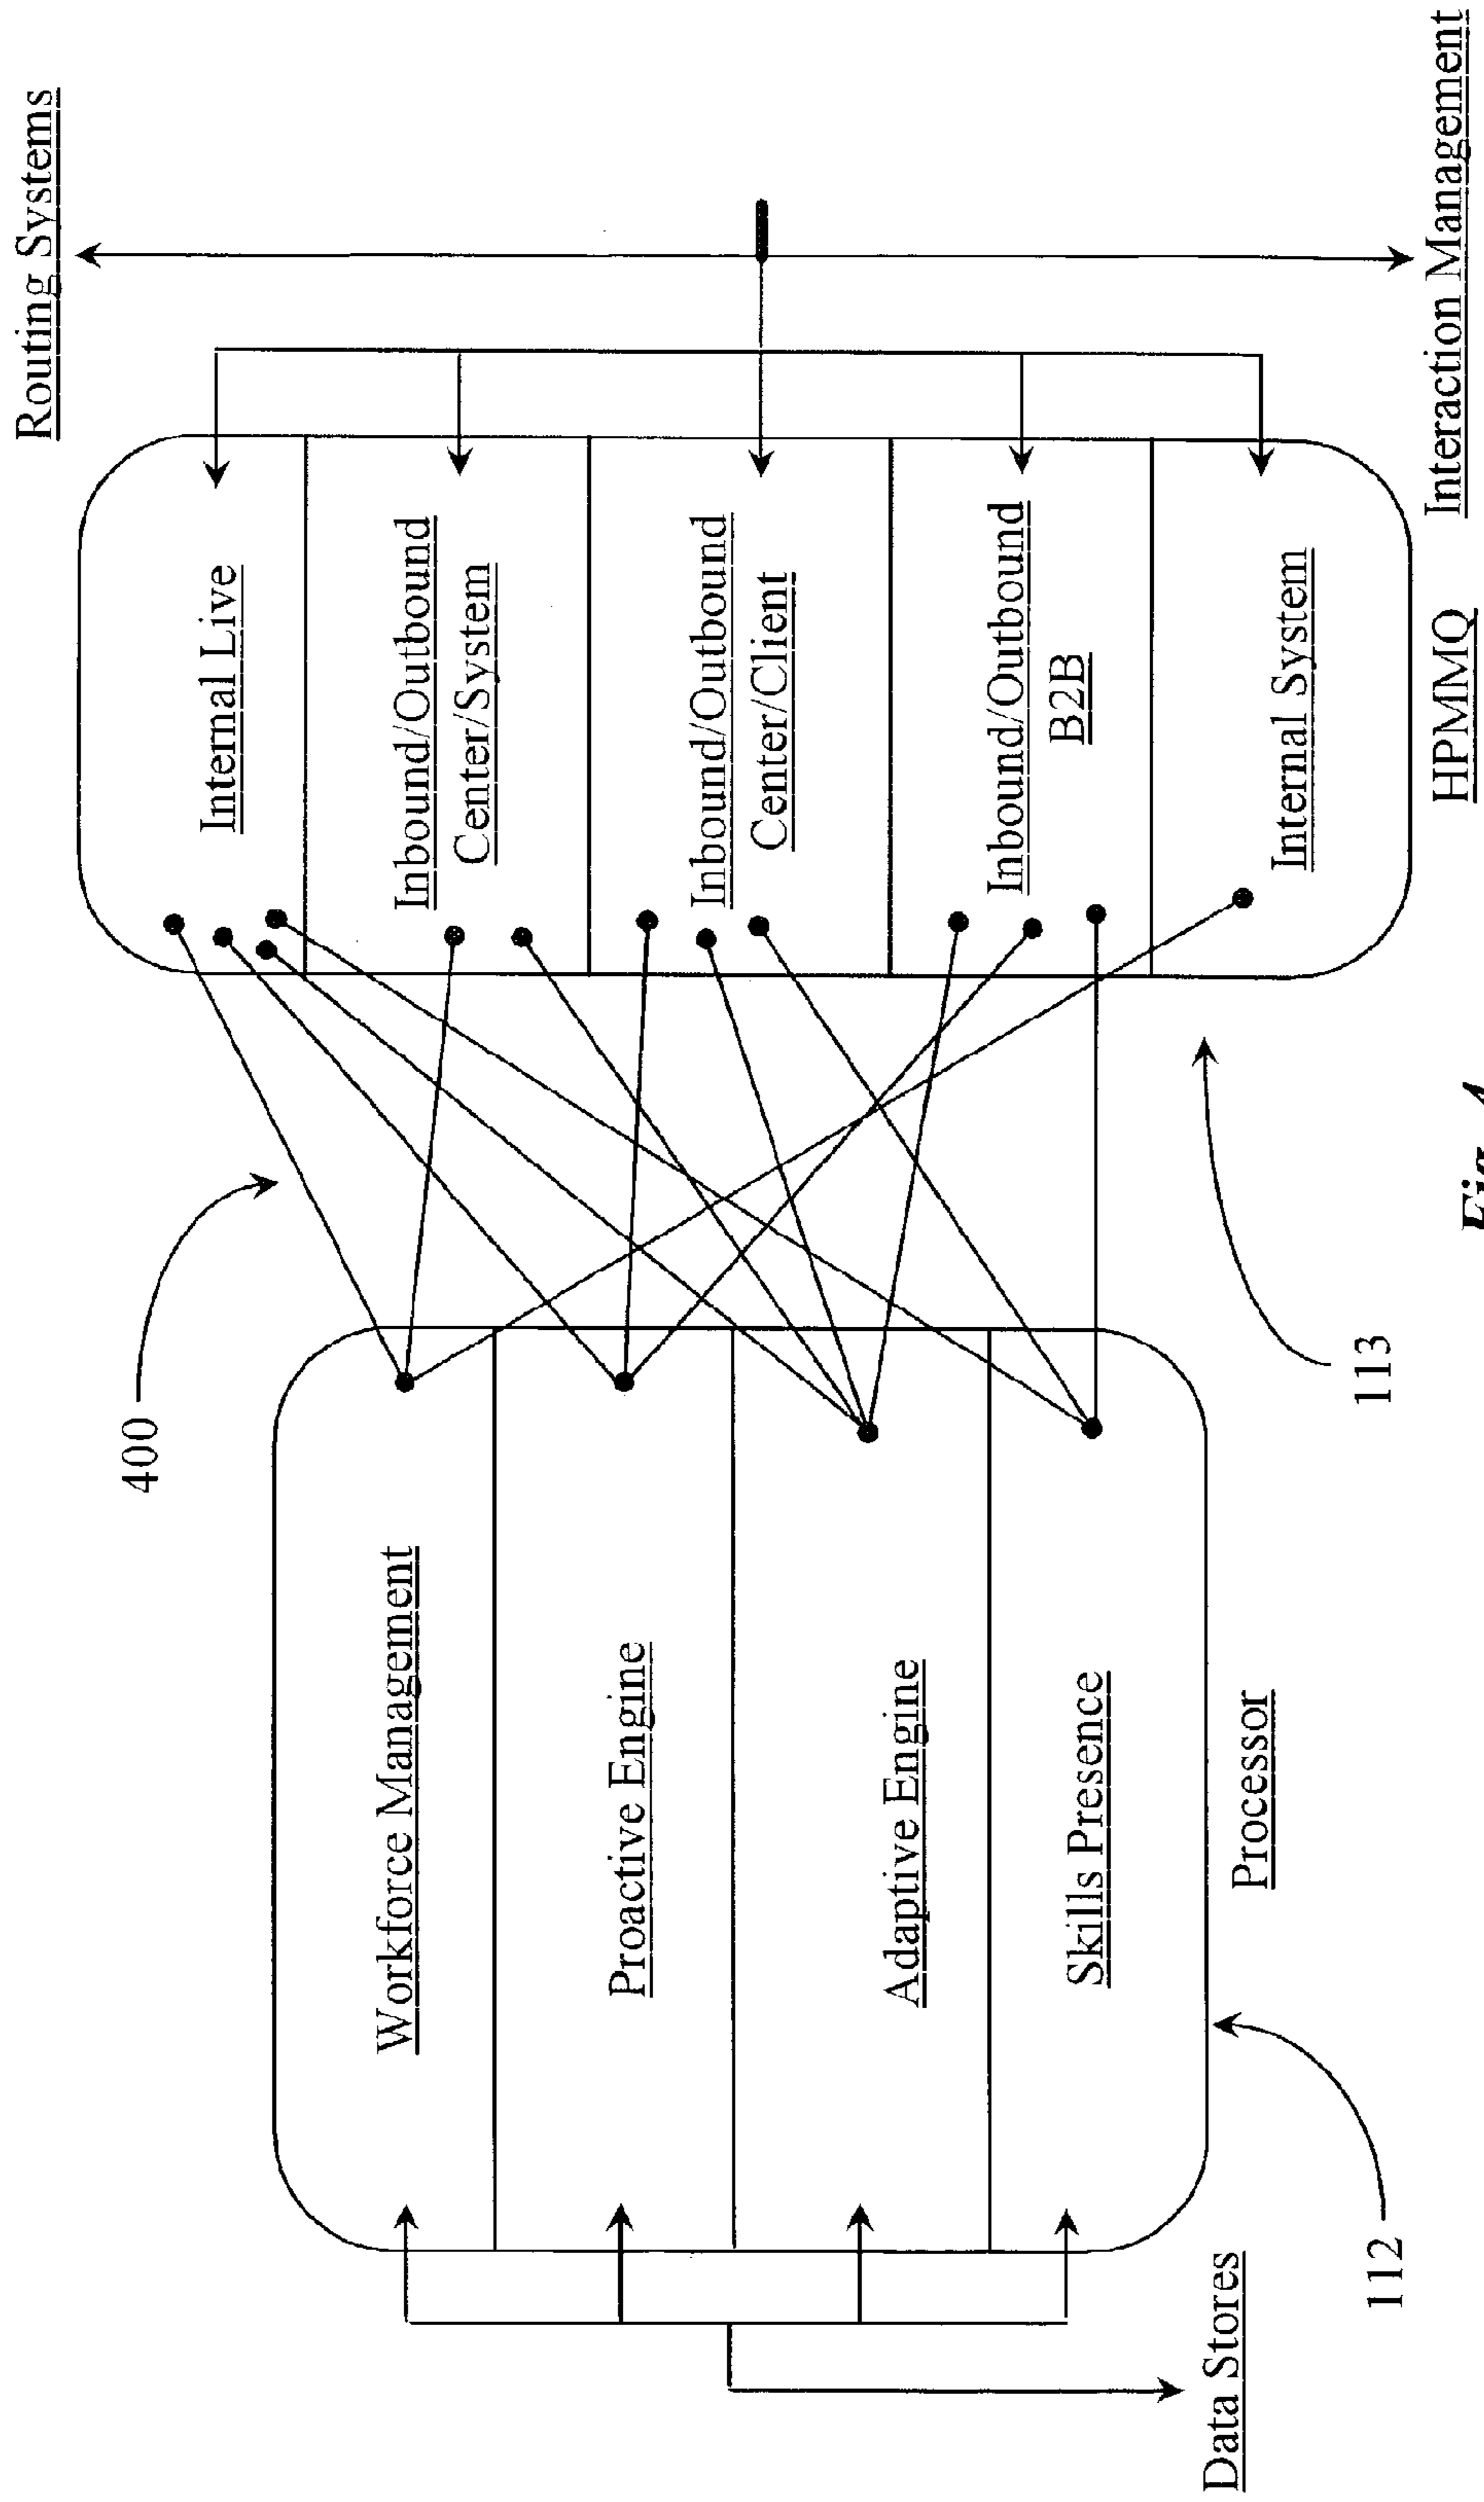 Routing Systems
400
Internal Live
Workforce Management
Inbound/Outbound
Center/System
Proactive Engine
Inbound/Outbound
Center/Client
Adaptive Engine
Inbound/Outbound
B2B
Skills Presence
Internal System
Data Stores
Processor
112
113
HPMMQ
Interaction Management